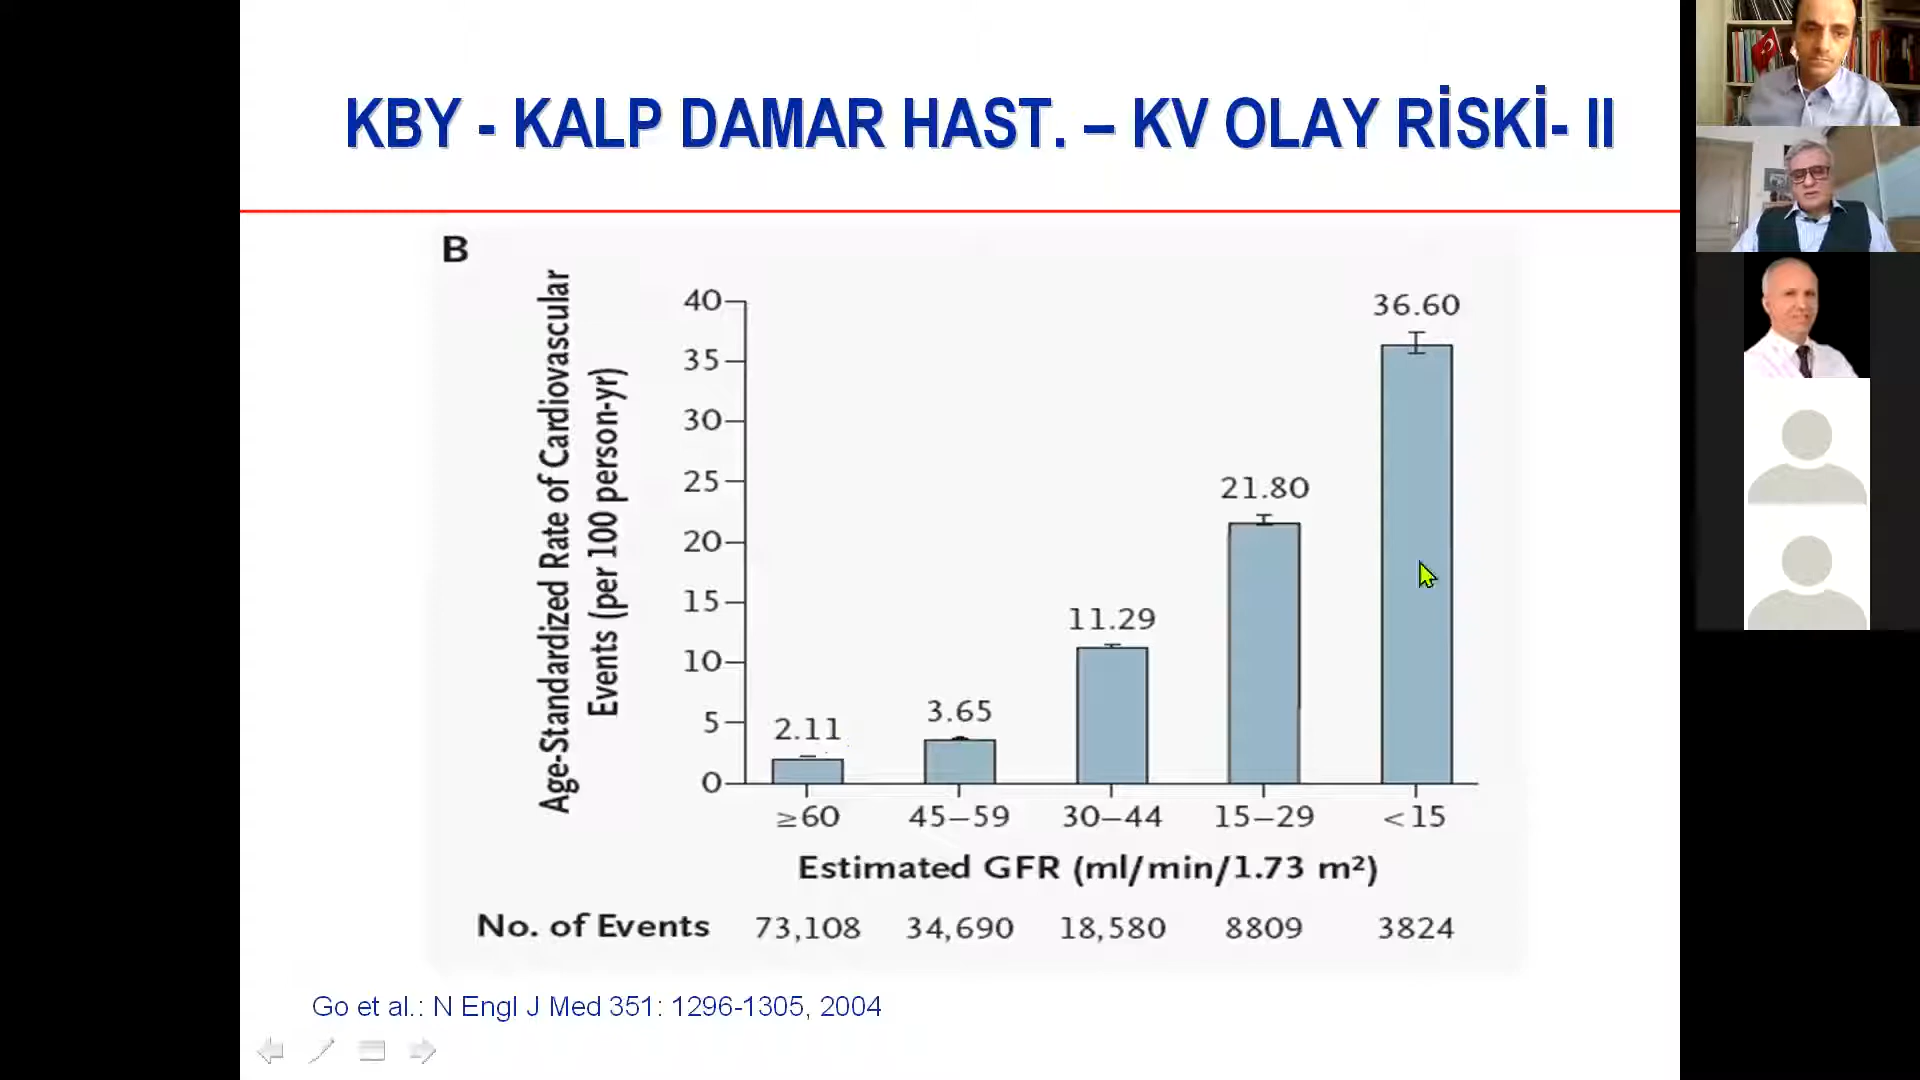 KBY - KALP DAMAR HAST. – KV OLAY RİSKİ- II
B
Age-Standardized Rate of Cardiovascular
Events (per 100 person-yr)
40
35
30
25
20
15
10
5
0
2.11
3.65
11.29
21.80
36.60
≥60 45–59 30–44 15–29 <15
Estimated GFR (ml/min/1.73 m²)
No. of Events 73,108 34,690 18,580 8809 3824
Go et al.: N Engl J Med 351: 1296-1305, 2004